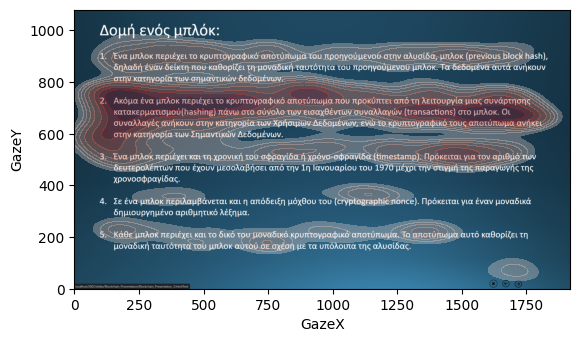 Δομή ενός μπλόκ:
1. Ένα μπλοκ περιέχει το κρυπτογραφικό αποτύπωμα του προηγούμενου στην αλυσίδα, μπλοκ (previous block hash),
δηλαδή έναν δείκτη που καθορίζει τη μοναδική ταυτότητα του προηγούμενου μπλοκ. Τα δεδομένα αυτά ανήκουν
στην κατηγορία των σημαντικών δεδομένων.
2. Ακόμα ένα μπλοκ περιέχει το κρυπτογραφικό αποτύπωμα που προκύπτει από τη λειτουργία μιας συνάρτησης
κατακερματισμού(hashing) πάνω στο σύνολο των εισαχθέντων συναλλαγών (transactions) στο μπλοκ. Οι
συναλλαγές ανήκουν στην κατηγορία των Χρήσιμων Δεδομένων, ενώ το κρυπτογραφικό τους αποτύπωμα ανήκει
στην κατηγορία των Σημαντικών Δεδομένων.
3. Ένα μπλοκ περιέχει και τη χρονική του σφραγίδα ή χρόνο-σφραγίδα (timestamp). Πρόκειται για τον αριθμό των
δευτερολέπτων που έχουν μεσολαβήσει από την 1η Ιανουαρίου του 1970 μέχρι την στιγμή της παραγωγής της
χρονοσφραγίδας.
4. Σε ένα μπλοκ περιλαμβάνεται και η απόδειξη μόχθου του (cryptographic nonce). Πρόκειται για έναν μοναδικά
δημιουργημένο αριθμητικό λέξημα.
5. Κάθε μπλοκ περιέχει και το δικό του μοναδικό κρυπτογραφικό αποτύπωμα. Το αποτύπωμα αυτό καθορίζει τη
μοναδική ταυτότητα του μπλοκ αυτού σε σχέση με τα υπόλοιπα της αλυσίδας.
GazeY
1000
800
600
400
200
0
0 250 500 750 1000 1250 1500 1750
GazeX